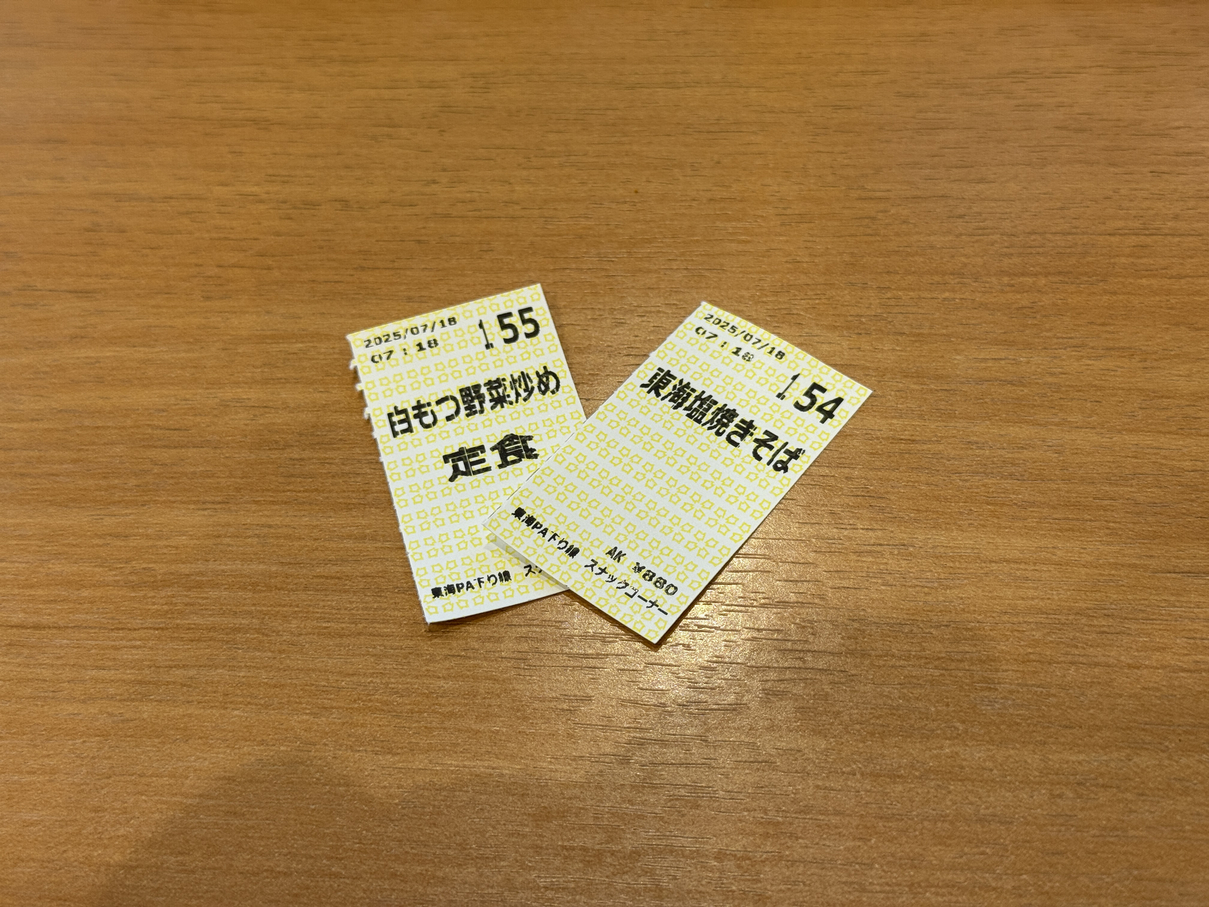 2025/07/18
07:18
155
白もつ野菜炒め
定食
東海PA下り線 ス
2025/07/18
07:18
154
東海塩焼きそば
AK ¥880
東海PA下り線 スナックコーナー